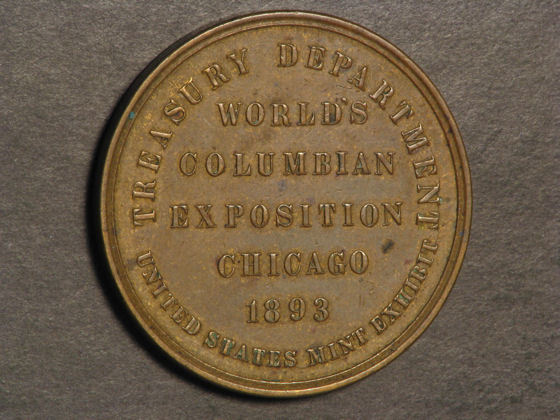 TREASURY DEPARTMENT
WORLD'S
COLUMBIAN
EXPOSITION
CHICAGO
1893
UNITED STATES MINT EXHIBIT